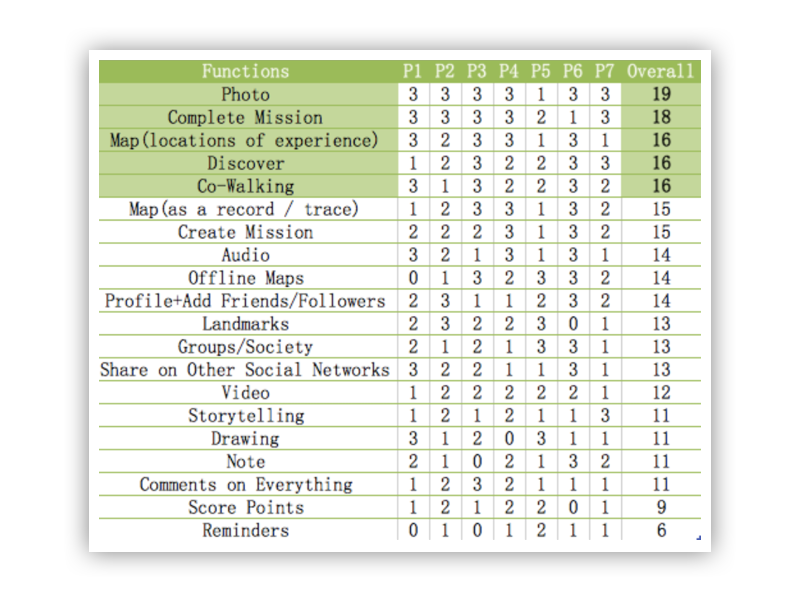 Functions P1 P2 P3 P4 P5 P6 P7 Overall
Photo 3 3 3 3 1 3 3 19
Complete Mission 3 3 3 3 2 1 3 18
Map(locations of experience) 3 2 3 3 1 3 1 16
Discover 1 2 3 2 2 3 3 16
Co-Walking 3 1 3 2 2 3 2 16
Map(as a record / trace) 1 2 3 3 1 3 2 15
Create Mission 2 2 2 3 1 3 2 15
Audio 3 2 1 3 1 3 1 14
Offline Maps 0 1 3 2 3 3 2 14
Profile+Add Friends/Followers 2 3 1 1 2 3 2 14
Landmarks 2 3 2 2 3 0 1 13
Groups/Society 2 1 2 1 3 3 1 13
Share on Other Social Networks 3 2 2 1 1 3 1 13
Video 1 2 2 2 2 2 1 12
Storytelling 1 2 1 2 1 1 3 11
Drawing 3 1 2 0 3 1 1 11
Note 2 1 0 2 1 3 2 11
Comments on Everything 1 2 3 2 1 1 1 11
Score Points 1 2 1 2 2 0 1 9
Reminders 0 1 0 1 2 1 1 6